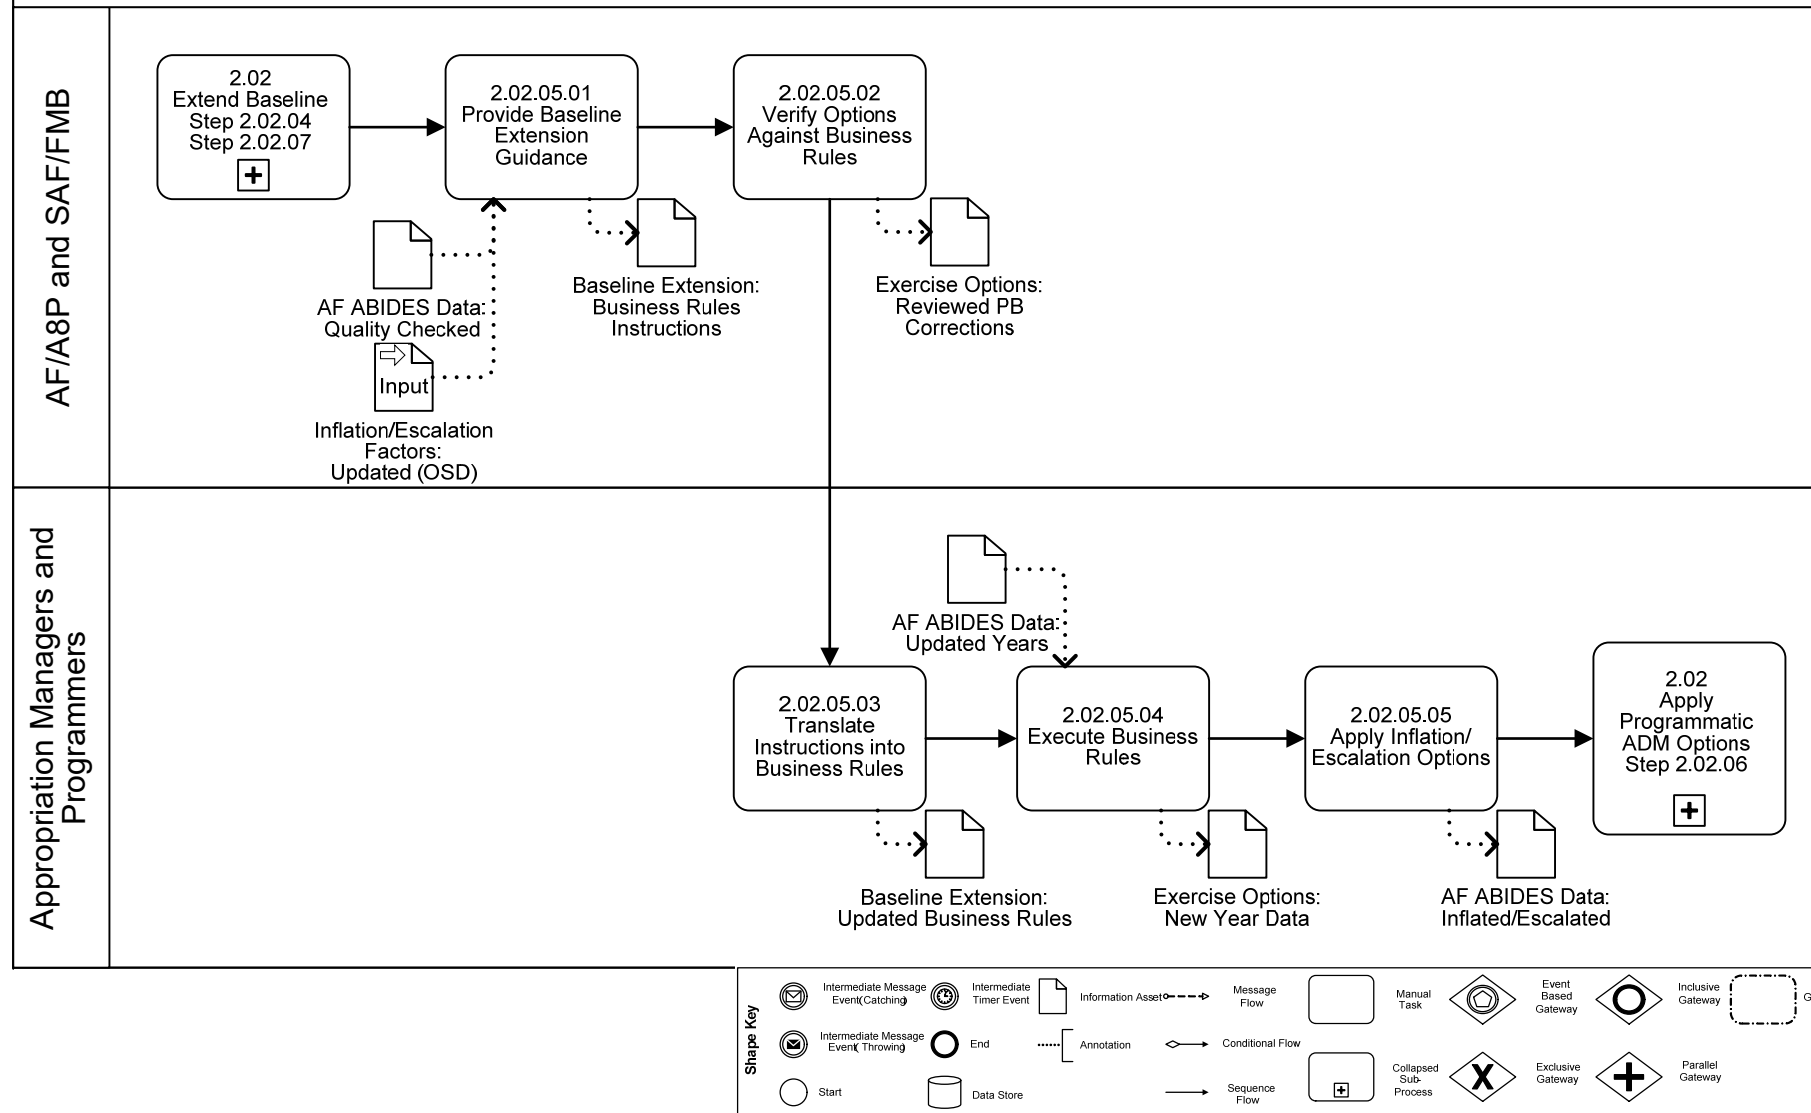 AF/A8P and SAF/FMB
2.02
Extend Baseline
Step 2.02.04
Step 2.02.07
2.02.05.01
Provide Baseline
Extension
Guidance
2.02.05.02
Verify Options
Against Business
Rules
AF ABIDES Data:
Quality Checked
Input
Inflation/Escalation
Factors:
Updated (OSD)
Baseline Extension:
Business Rules
Instructions
Exercise Options:
Reviewed PB
Corrections
Appropriation Managers and
Programmers
AF ABIDES Data:
Updated Years
2.02.05.03
Translate
Instructions into
Business Rules
2.02.05.04
Execute Business
Rules
2.02.05.05
Apply Inflation/
Escalation Options
2.02
Apply
Programmatic
ADM Options
Step 2.02.06
Baseline Extension:
Updated Business Rules
Exercise Options:
New Year Data
AF ABIDES Data:
Inflated/Escalated
Shape Key
Intermediate Message
Event(Catching)
Intermediate Message
Event( Throwing)
Start
Intermediate
Timer Event
End
Data Store
Information Asset
Annotation
Message
Flow
Conditional Flow
Sequence
Flow
Manual
Task
Collapsed
Sub-
Process
Event
Based
Gateway
Exclusive
Gateway
Inclusive
Gateway
Parallel
Gateway
G